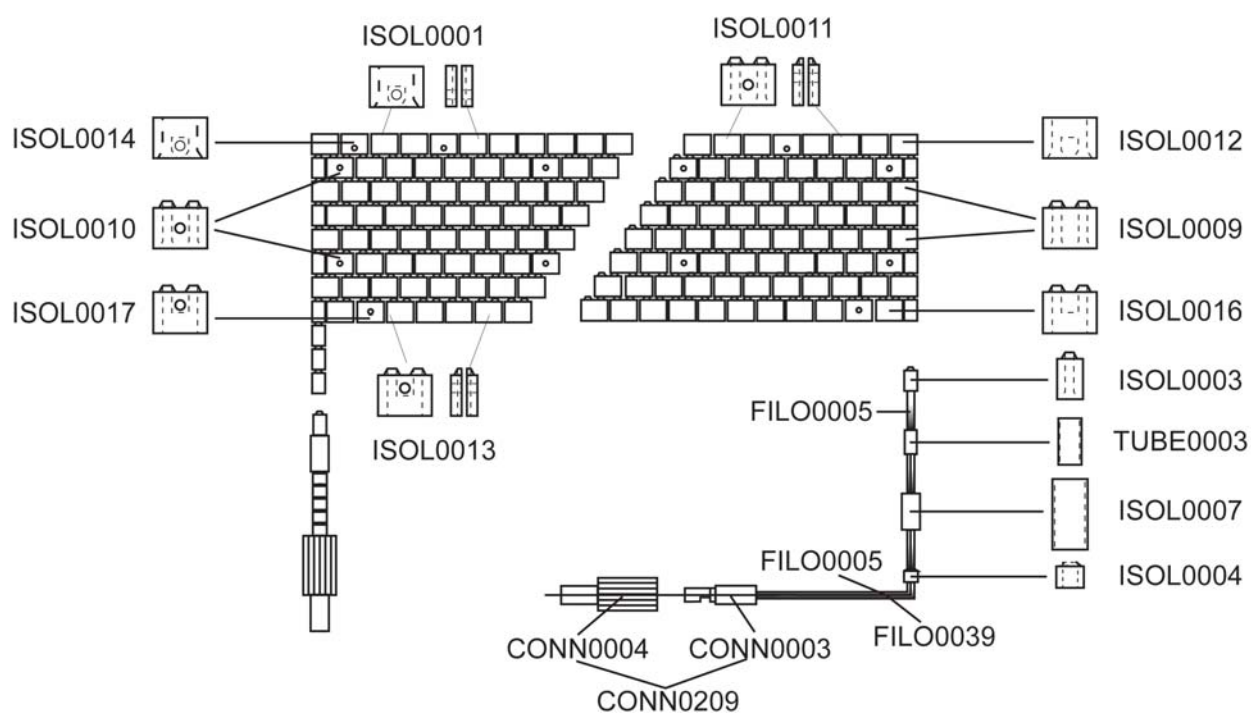 ISOL0001
ISOL0011
ISOL0014
ISOL0012
ISOL0010
ISOL0009
ISOL0017
ISOL0016
ISOL0003
FILO0005
TUBE0003
ISOL0013
ISOL0007
FILO0005
ISOL0004
FILO0039
CONN0004
CONN0003
CONN0209